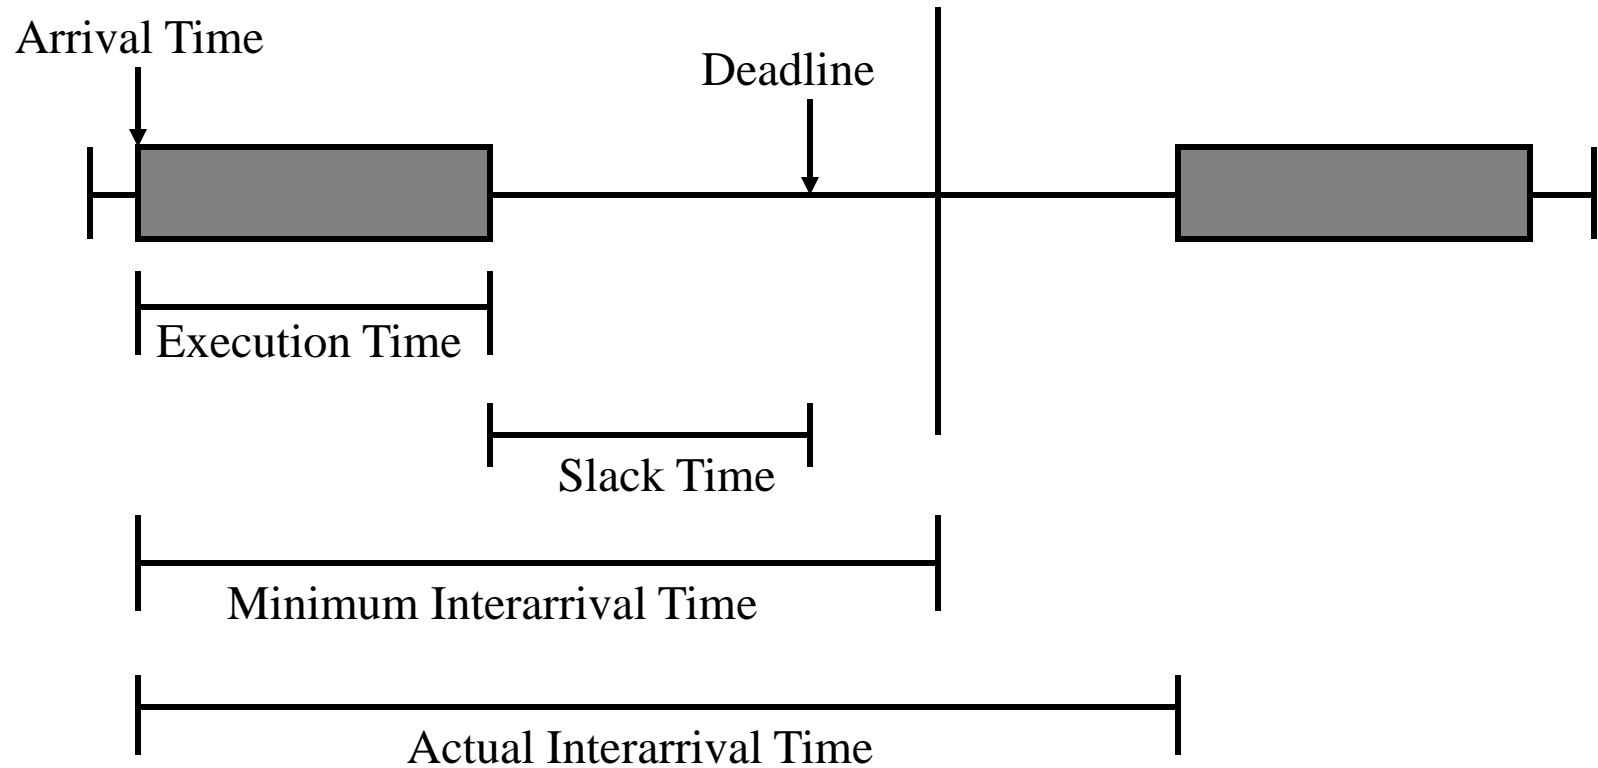 Arrival Time
Deadline
Execution Time
Slack Time
Minimum Interarrival Time
Actual Interarrival Time